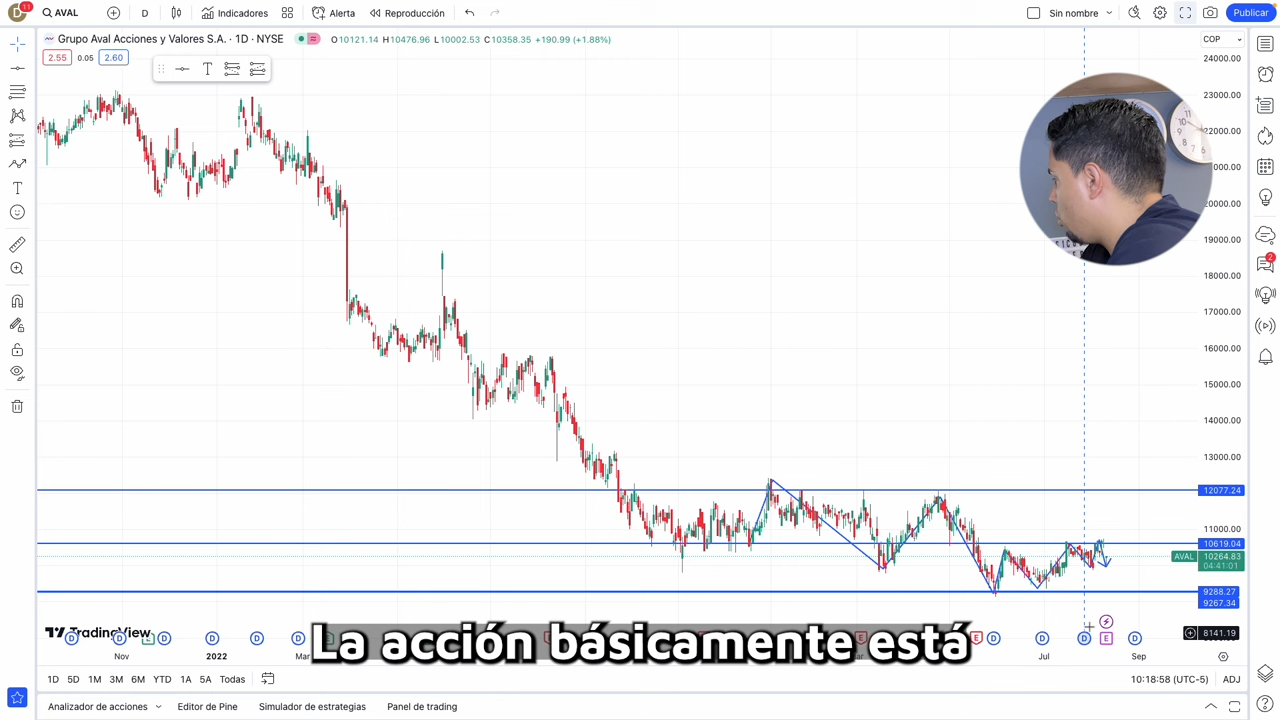 11
AVAL
D
Indicadores
Alerta
Reproducción
Sin nombre
Publicar
Grupo Aval Acciones y Valores S.A. · 1D · NYSE
O10121.14 H10476.96 L10002.53 C10358.35 +190.99 (+1.88%)
COP
2.55
0.05
2.60
24000.00
23000.00
22000.00
21000.00
20000.00
19000.00
18000.00
17000.00
16000.00
15000.00
14000.00
13000.00
12077.24
11000.00
10619.04
AVAL
10264.83
04:41:01
9288.27
9267.34
8141.19
2
TradingView
La acción básicamente está
Nov
2022
Mar
Jul
Sep
1D
5D
1M
3M
6M
YTD
1A
5A
Todas
10:18:58 (UTC-5)
ADJ
Analizador de acciones
Editor de Pine
Simulador de estrategias
Panel de trading